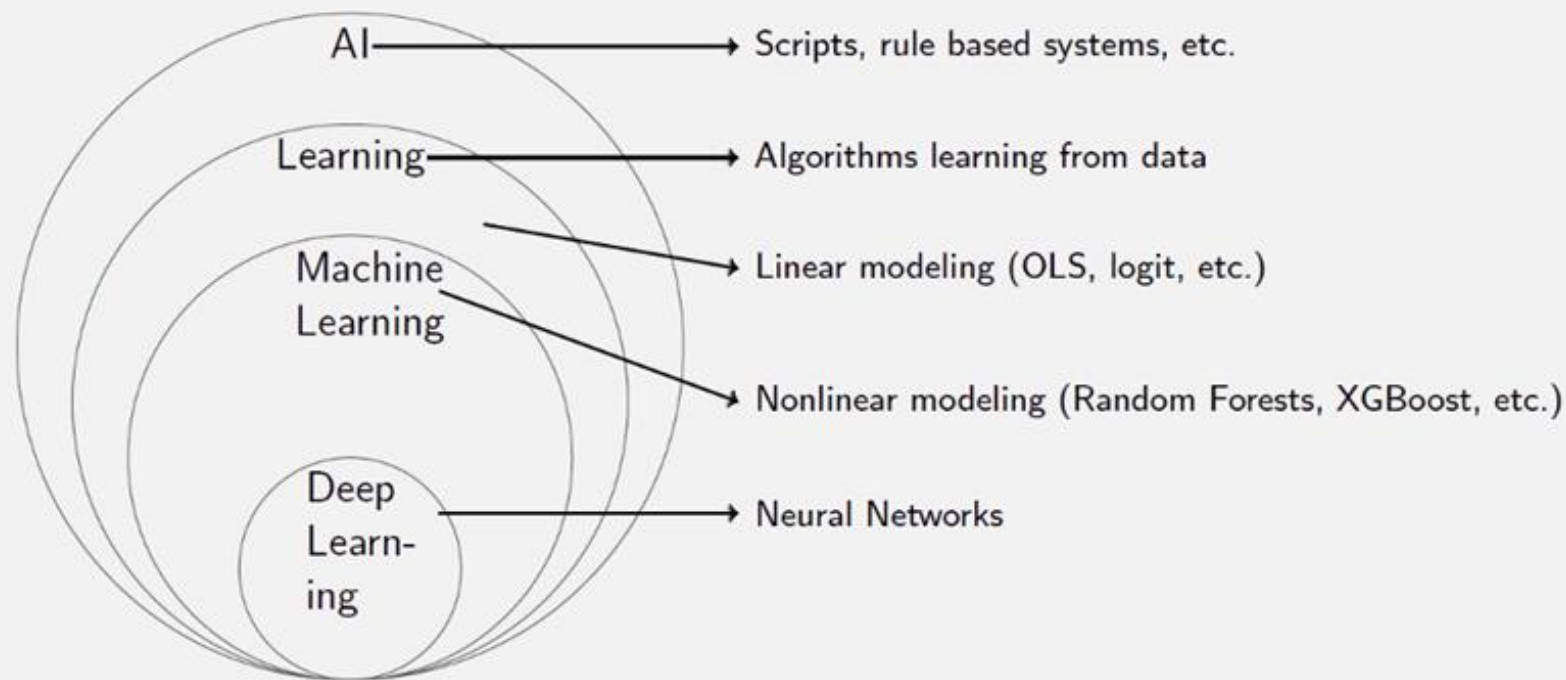 AI
Scripts, rule based systems, etc.
Learning
Algorithms learning from data
Linear modeling (OLS, logit, etc.)
Machine
Learning
Nonlinear modeling (Random Forests, XGBoost, etc.)
Deep
Learn-
ing
Neural Networks